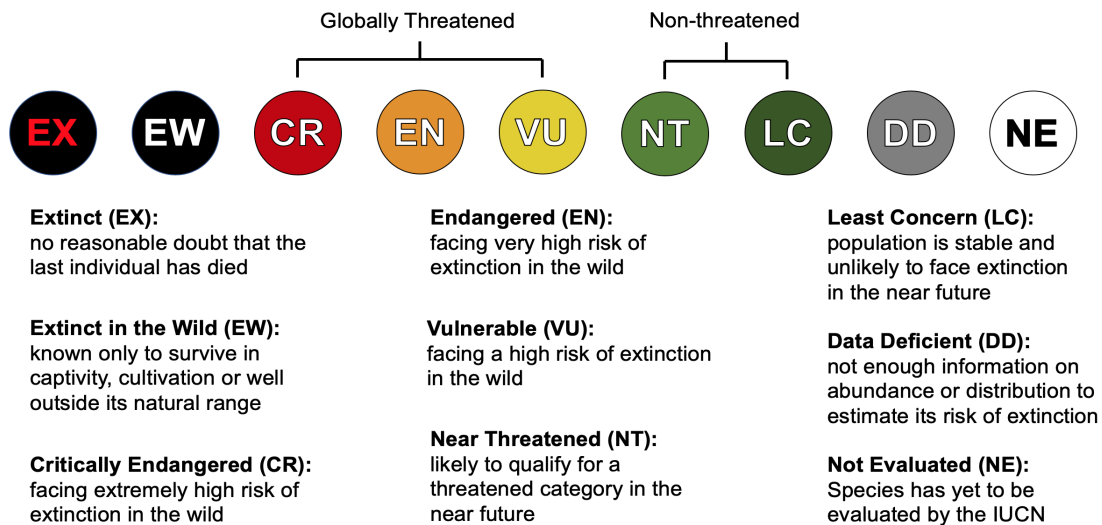 Globally Threatened
Non-threatened
EX
EW
CR
EN
VU
NT
LC
DD
NE
Extinct (EX):
no reasonable doubt that the
last individual has died
Extinct in the Wild (EW):
known only to survive in
captivity, cultivation or well
outside its natural range
Critically Endangered (CR):
facing extremely high risk of
extinction in the wild
Endangered (EN):
facing very high risk of
extinction in the wild
Vulnerable (VU):
facing a high risk of extinction
in the wild
Near Threatened (NT):
likely to qualify for a
threatened category in the
near future
Least Concern (LC):
population is stable and
unlikely to face extinction
in the near future
Data Deficient (DD):
not enough information on
abundance or distribution to
estimate its risk of extinction
Not Evaluated (NE):
Species has yet to be
evaluated by the IUCN